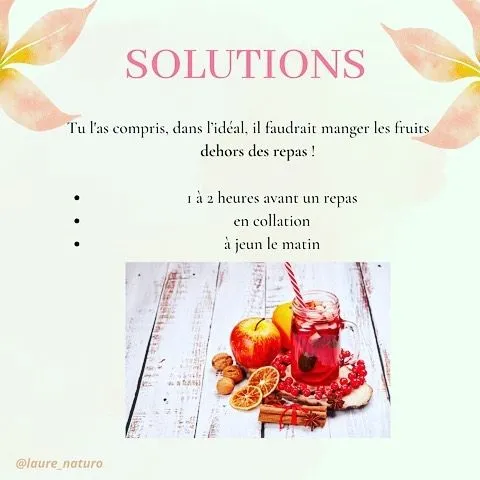 SOLUTIONS
Tu l'as compris, dans l'idéal, il faudrait manger les fruits
dehors des repas !
• 1 à 2 heures avant un repas
• en collation
• à jeun le matin
@laure_naturo